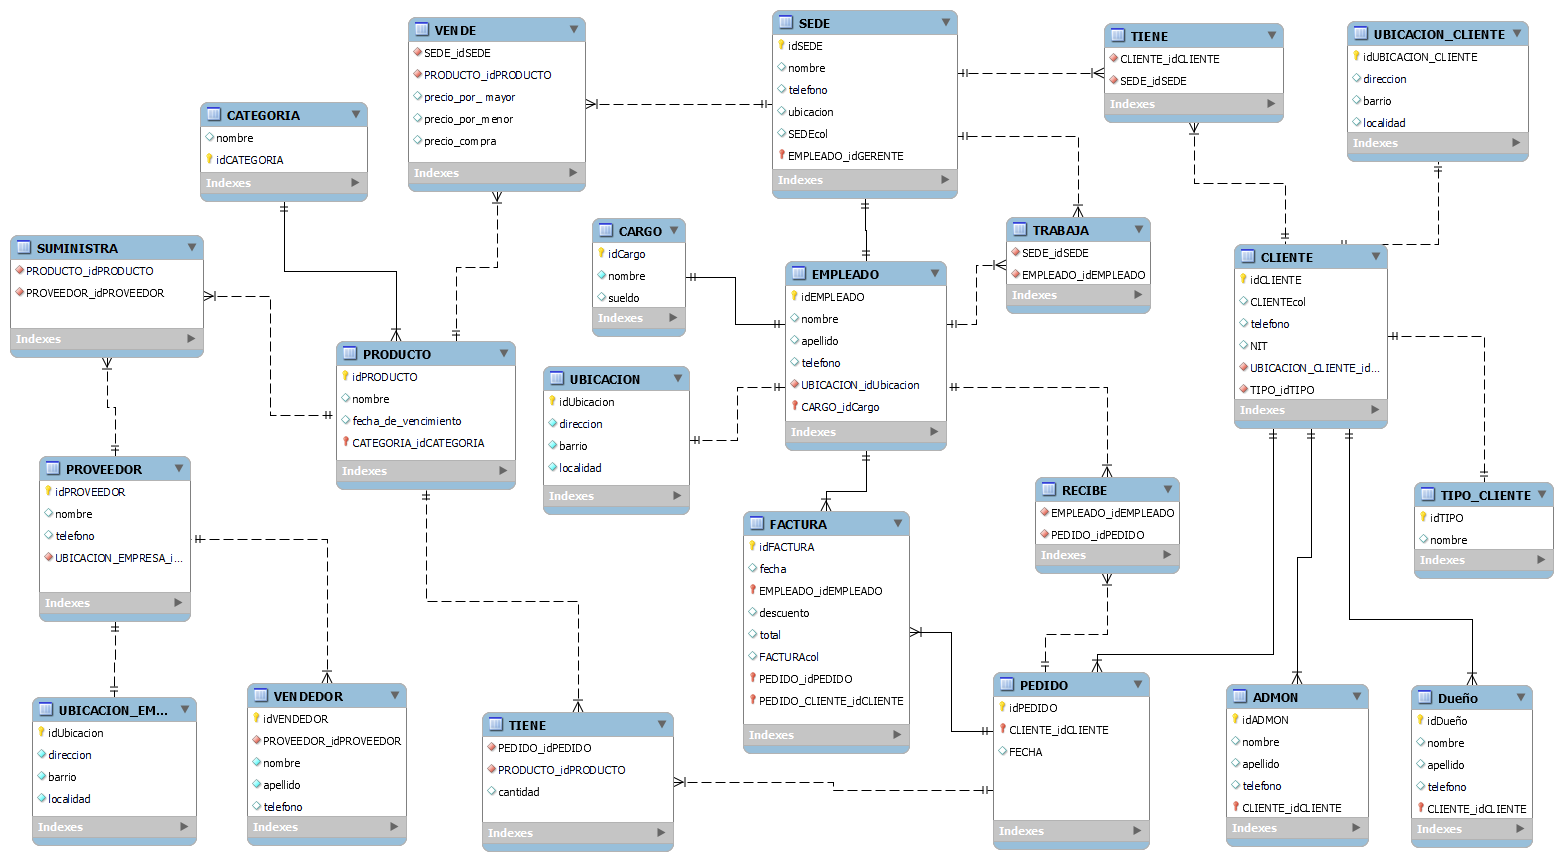 VENDE
SEDE_idSEDE
PRODUCTO_idPRODUCTO
precio_por_ mayor
precio_por_menor
precio_compra
Indexes
SEDE
idSEDE
nombre
telefono
ubicacion
SEDEcol
EMPLEADO_idGERENTE
Indexes
TIENE
CLIENTE_idCLIENTE
SEDE_idSEDE
Indexes
UBICACION_CLIENTE
idUBICACION_CLIENTE
direccion
barrio
localidad
Indexes
CATEGORIA
nombre
idCATEGORIA
Indexes
SUMINISTRA
PRODUCTO_idPRODUCTO
PROVEEDOR_idPROVEEDOR
Indexes
CARGO
idCargo
nombre
sueldo
Indexes
EMPLEADO
idEMPLEADO
nombre
apellido
telefono
UBICACION_idUbicacion
CARGO_idCargo
Indexes
TRABAJA
SEDE_idSEDE
EMPLEADO_idEMPLEADO
Indexes
CLIENTE
idCLIENTE
CLIENTEcol
telefono
NIT
UBICACION_CLIENTE_id...
TIPO_idTIPO
Indexes
PRODUCTO
idPRODUCTO
nombre
fecha_de_vencimiento
CATEGORIA_idCATEGORIA
Indexes
UBICACION
idUbicacion
direccion
barrio
localidad
Indexes
PROVEEDOR
idPROVEEDOR
nombre
telefono
UBICACION_EMPRESA_i...
Indexes
FACTURA
idFACTURA
fecha
EMPLEADO_idEMPLEADO
descuento
total
FACTURAcol
PEDIDO_idPEDIDO
PEDIDO_CLIENTE_idCLIENTE
Indexes
RECIBE
EMPLEADO_idEMPLEADO
PEDIDO_idPEDIDO
Indexes
TIPO_CLIENTE
idTIPO
nombre
Indexes
UBICACION_EM...
idUbicacion
direccion
barrio
localidad
Indexes
VENDEDOR
idVENDEDOR
PROVEEDOR_idPROVEEDOR
nombre
apellido
telefono
Indexes
TIENE
PEDIDO_idPEDIDO
PRODUCTO_idPRODUCTO
cantidad
Indexes
PEDIDO
idPEDIDO
CLIENTE_idCLIENTE
FECHA
Indexes
ADMON
idADMON
nombre
apellido
telefono
CLIENTE_idCLIENTE
Indexes
Dueño
idDueño
nombre
apellido
telefono
CLIENTE_idCLIENTE
Indexes